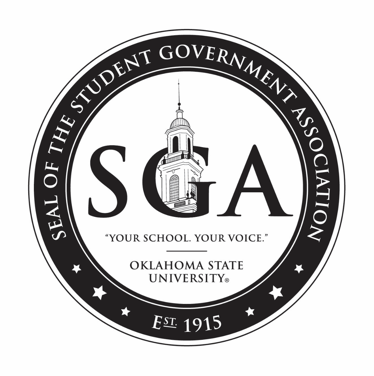 SEAL OF THE STUDENT GOVERNMENT ASSOCIATION
SGA
"YOUR SCHOOL. YOUR VOICE."
OKLAHOMA STATE
UNIVERSITY®
EST. 1915